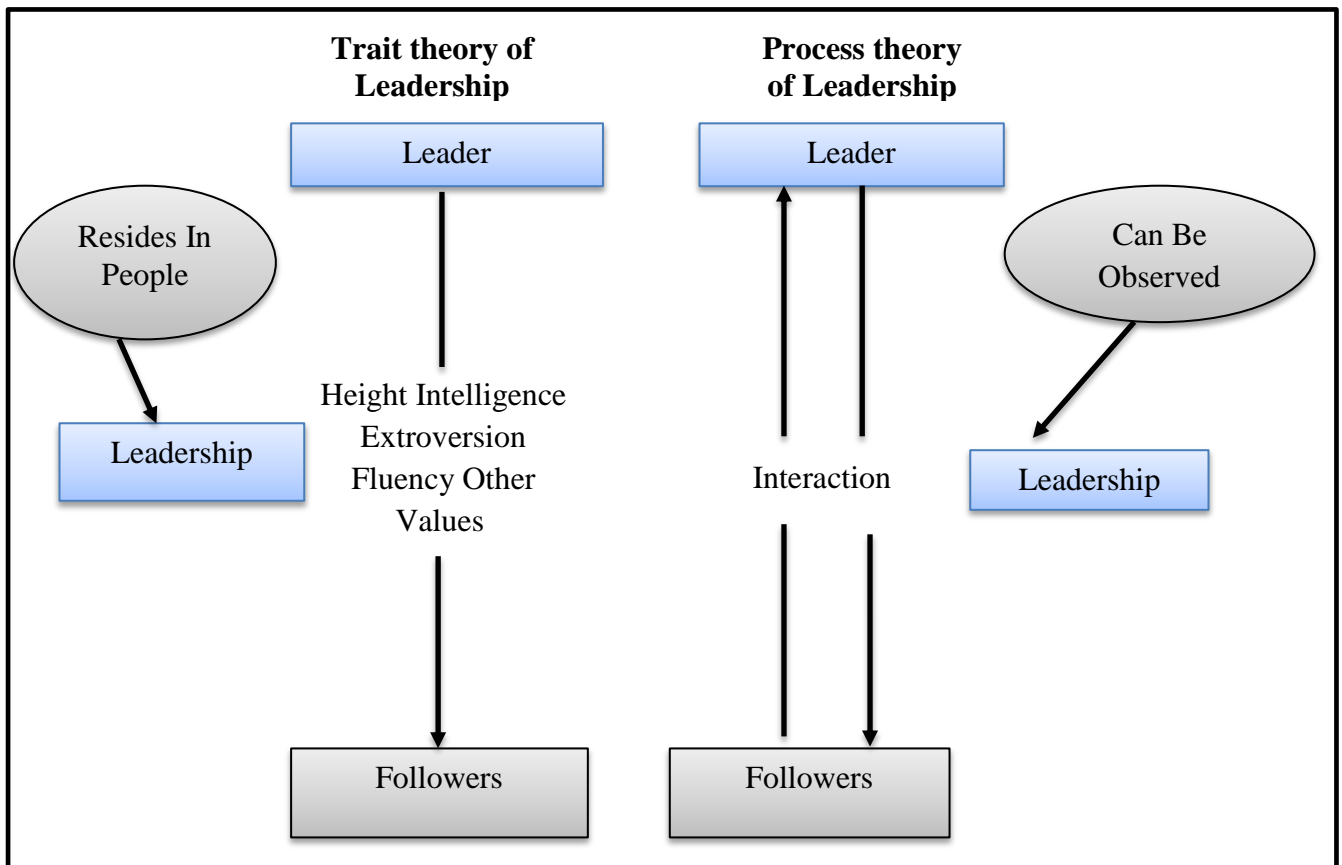 Trait theory of
Leadership
Leader
Resides In
People
Leadership
Height Intelligence
Extroversion
Fluency Other
Values
Followers
Process theory
of Leadership
Leader
Can Be
Observed
Interaction
Leadership
Followers